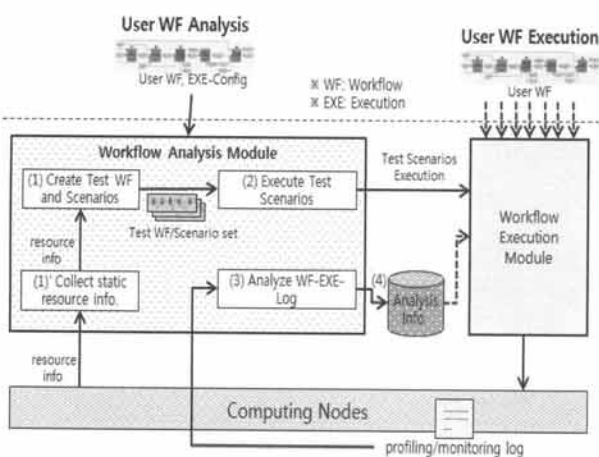 User WF Analysis
User WF, EXE-Config
※ WF: Workflow
※ EXE: Execution
User WF Execution
User WF
Workflow Analysis Module
(1) Create Test WF
and Scenarios
(2) Execute Test
Scenarios
Test WF/Scenario set
Test Scenarios
Execution
resource
info
(1)' Collect static
resource info.
(3) Analyze WF-EXE-
Log
(4)
Analysis
Info
Workflow
Execution
Module
resource
info
Computing Nodes
profiling/monitoring log